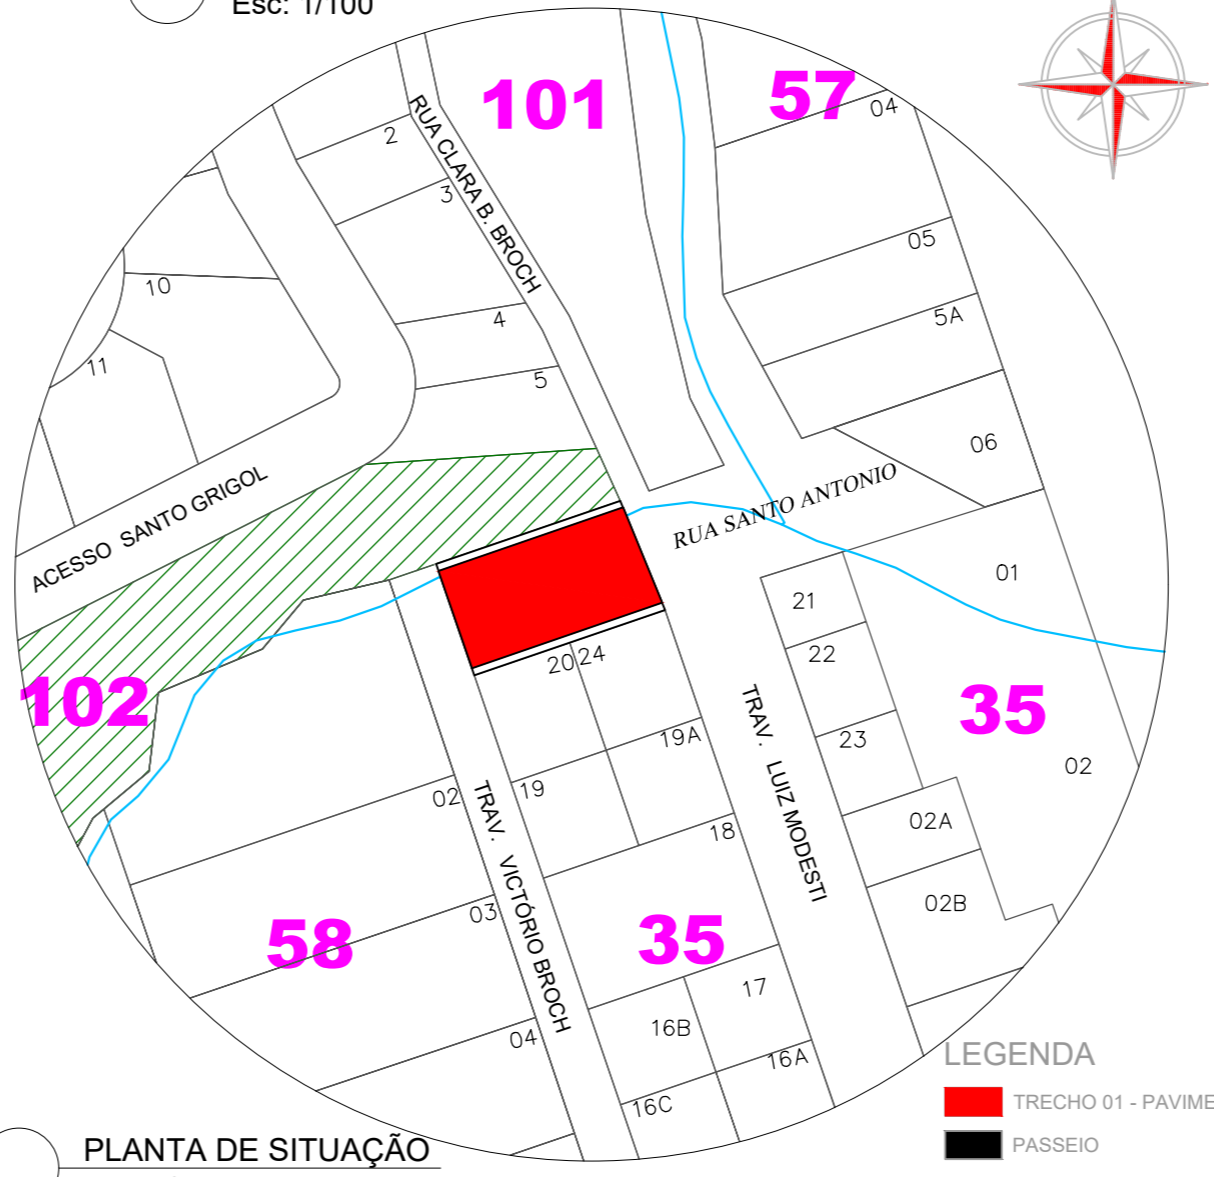 Esc: 1/100
101
57
04
2
RUA CLARA B. BROCH
3
05
10
4
5A
11
5
06
ACESSO SANTO GRIGOL
RUA SANTO ANTONIO
01
21
20
24
22
102
35
TRAV. LUIZ MODESTI
19A
23
02
02
19
TRAV. VICTÓRIO BROCH
18
02A
03
02B
58
35
17
16B
04
16A
16C
LEGENDA
TRECHO 01 - PAVIME
PASSEIO
PLANTA DE SITUAÇÃO